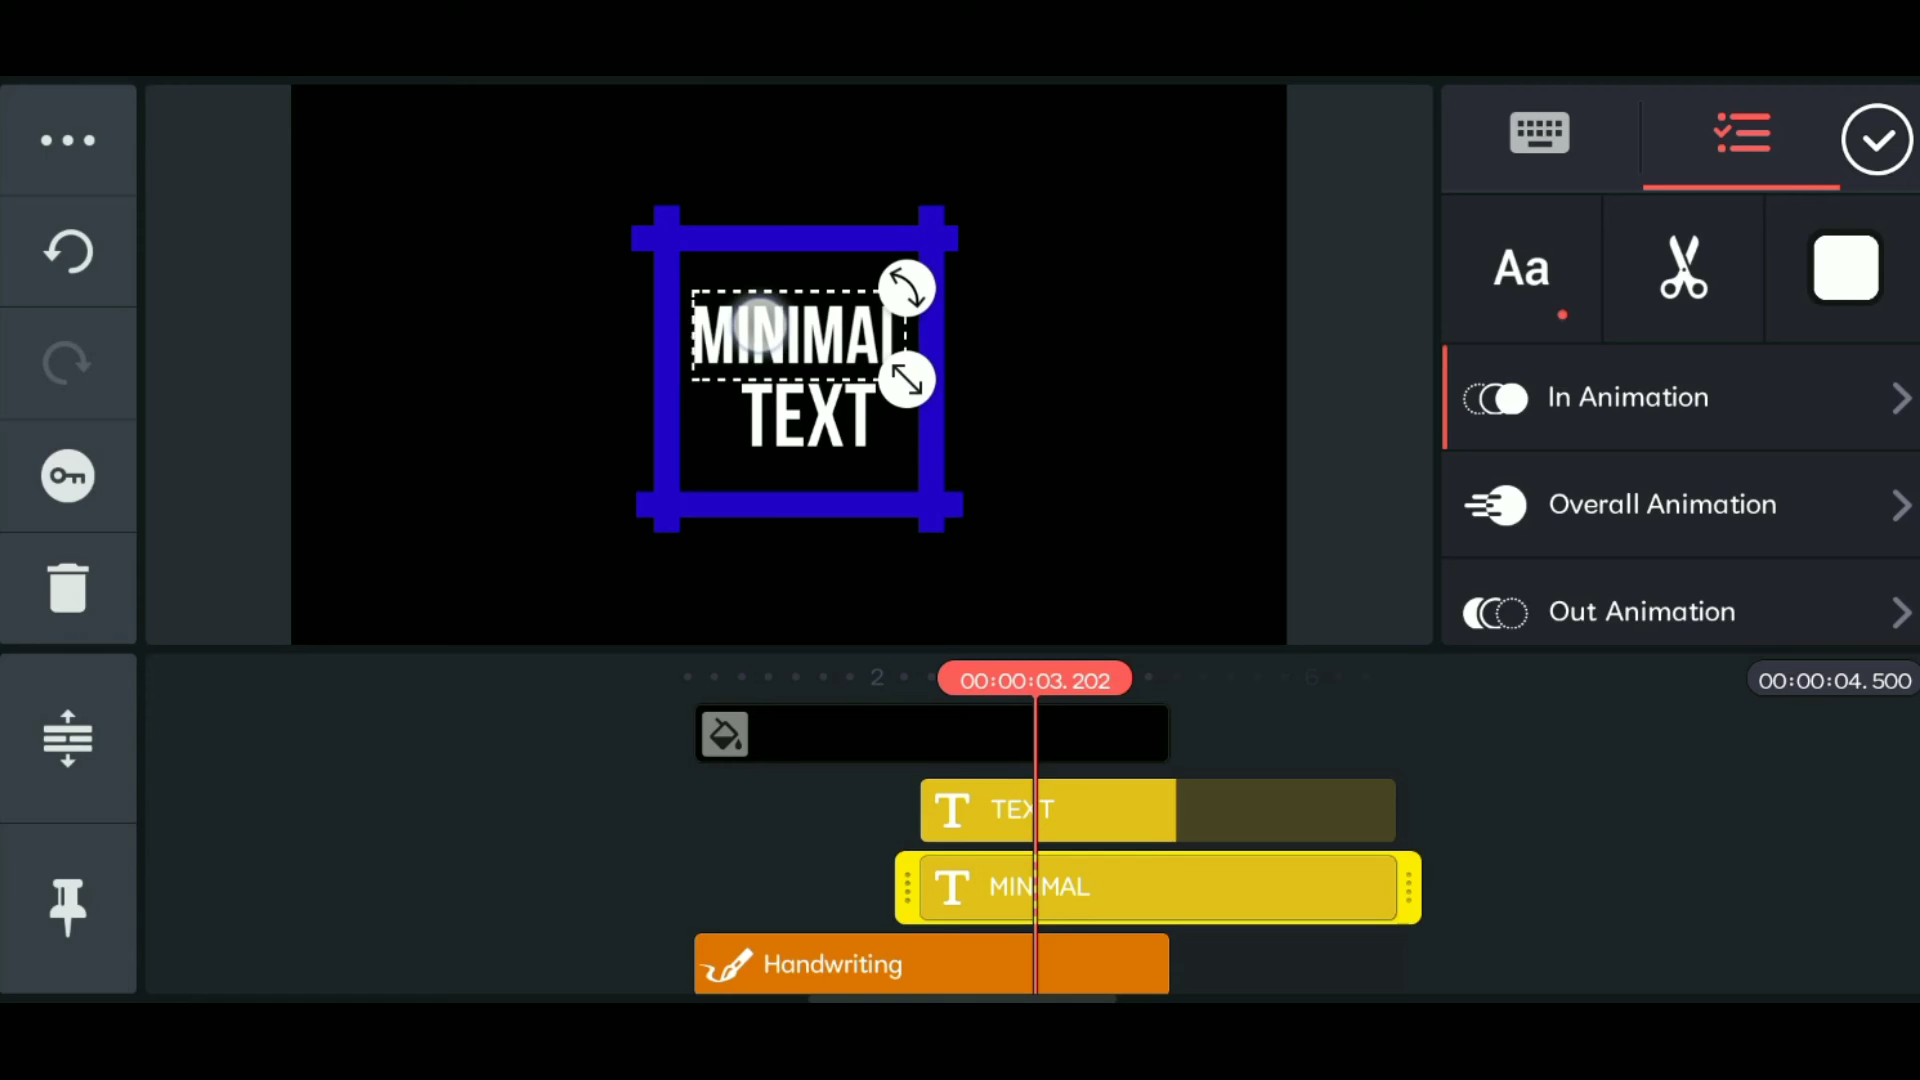 MINIMAL
TEXT
Aa
In Animation
Overall Animation
Out Animation
2
00:00:03.202
6
00:00:04.500
T TEXT
T MINIMAL
Handwriting